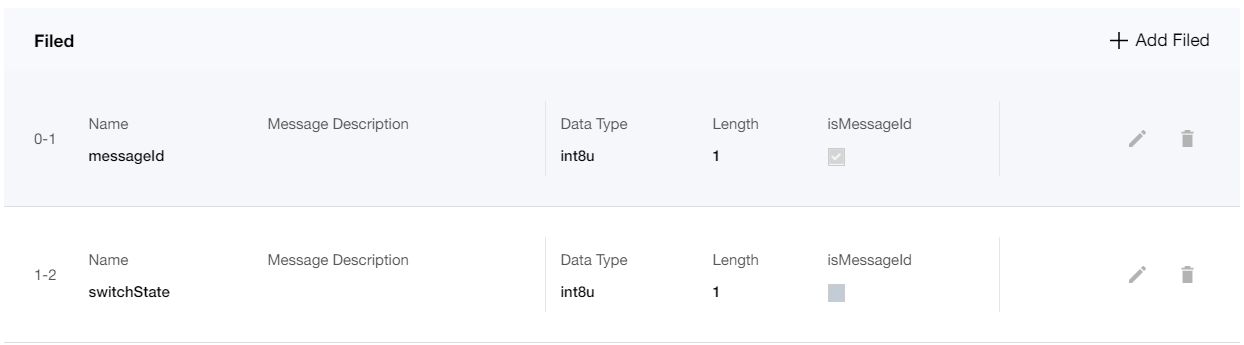 Filed
+ Add Filed
0-1
Name Message Description Data Type Length isMessageId
messageId int8u 1
1-2
Name Message Description Data Type Length isMessageId
switchState int8u 1